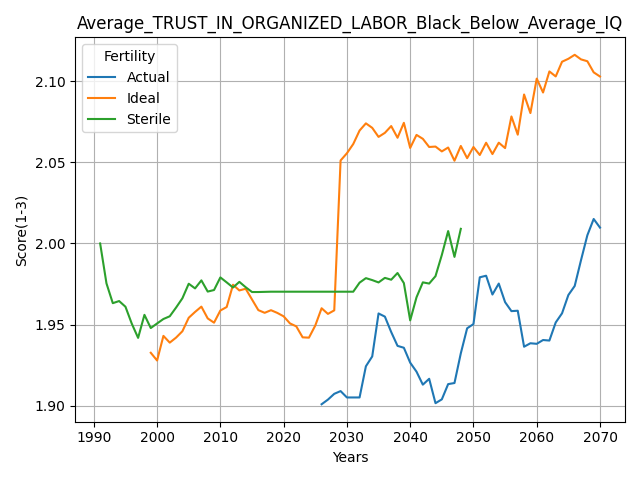 Average_TRUST_IN_ORGANIZED_LABOR_Black_Below_Average_IQ
Fertility
Actual
Ideal
Sterile
Score(1-3)
2.10
2.05
2.00
1.95
1.90
1990 2000 2010 2020 2030 2040 2050 2060 2070
Years